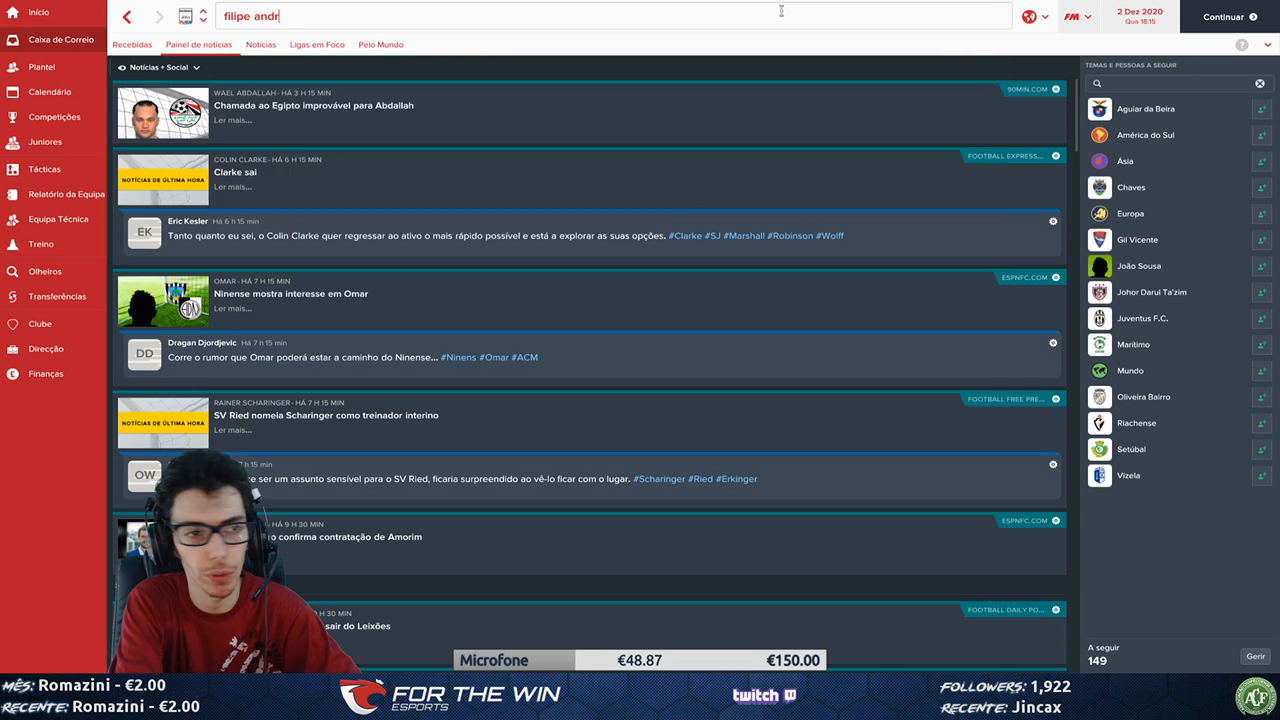 Início
filipe andr
FM
2 Dez 2020
Qua 18:15
Continuar
Caixa de Correio
Recebidas
Painel de notícias
Notícias
Ligas em Foco
Pelo Mundo
Plantel
Calendário
Competições
Juniores
Tácticas
Relatório da Equipa
Equipa Técnica
Treino
Olheiros
Transferências
Clube
Direcção
Finanças
Notícias + Social
WAEL ABDALLAH - HÁ 3 H 15 MIN
90MIN.COM
Chamada ao Egipto improvável para Abdallah
Ler mais...
COLIN CLARKE - HÁ 6 H 15 MIN
FOOTBALL EXPRESS...
NOTÍCIAS DE ÚLTIMA HORA
Clarke sai
Ler mais...
EK
Eric Kesler Há 6 h 15 min
Tanto quanto eu sei, o Colin Clarke quer regressar ao ativo o mais rápido possível e está a explorar as suas opções. #Clarke #SJ #Marshall #Robinson #Wolff
OMAR - HÁ 7 H 15 MIN
ESPNFC.COM
Ninense mostra interesse em Omar
Ler mais...
DD
Dragan Djordjevic Há 7 h 15 min
Corre o rumor que Omar poderá estar a caminho do Ninense... #Ninens #Omar #ACM
RAINER SCHARINGER - HÁ 7 H 15 MIN
FOOTBALL FREE PRE...
NOTÍCIAS DE ÚLTIMA HORA
SV Ried nomeia Scharinger como treinador interino
Ler mais...
OW
7 h 15 min
ser um assunto sensível para o SV Ried, ficaria surpreendido ao vê-lo ficar com o lugar. #Scharinger #Ried #Erkinger
HÁ 9 H 30 MIN
ESPNFC.COM
o confirma contratação de Amorim
H 30 MIN
FOOTBALL DAILY PO...
sair do Leixões
TEMAS E PESSOAS A SEGUIR
Aguiar da Beira
América do Sul
Ásia
Chaves
Europa
Gil Vicente
João Sousa
Johor Darul Ta'zim
Juventus F.C.
Marítimo
Mundo
Oliveira Bairro
Riachense
Setúbal
Vizela
A seguir
149
Gerir
Microfone €48.87 €150.00
MÊS: Romazini - €2.00
RECENTE: Romazini - €2.00
FOR THE WIN
ESPORTS
twitch
FOLLOWERS: 1,922
RECENTE: Jincax